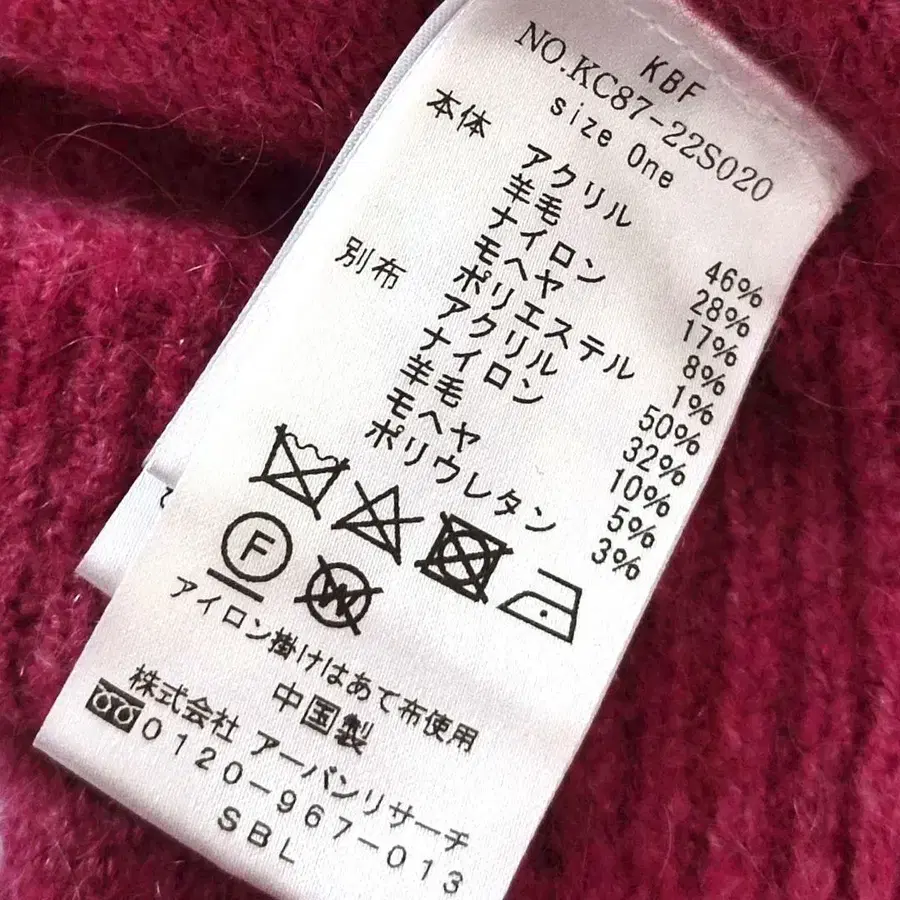 KBF
NO.KC87-22S020
size One
本体 アクリル 46%
羊毛 28%
ナイロン 17%
モヘヤ 8%
ポリエステル 1%
別布 アクリル 50%
ナイロン 32%
羊毛 10%
モヘヤ 5%
ポリウレタン 3%
F
W
アイロン掛けはあて布使用
中国製
株式会社 アーバンリサーチ
0120-967-013
SBL